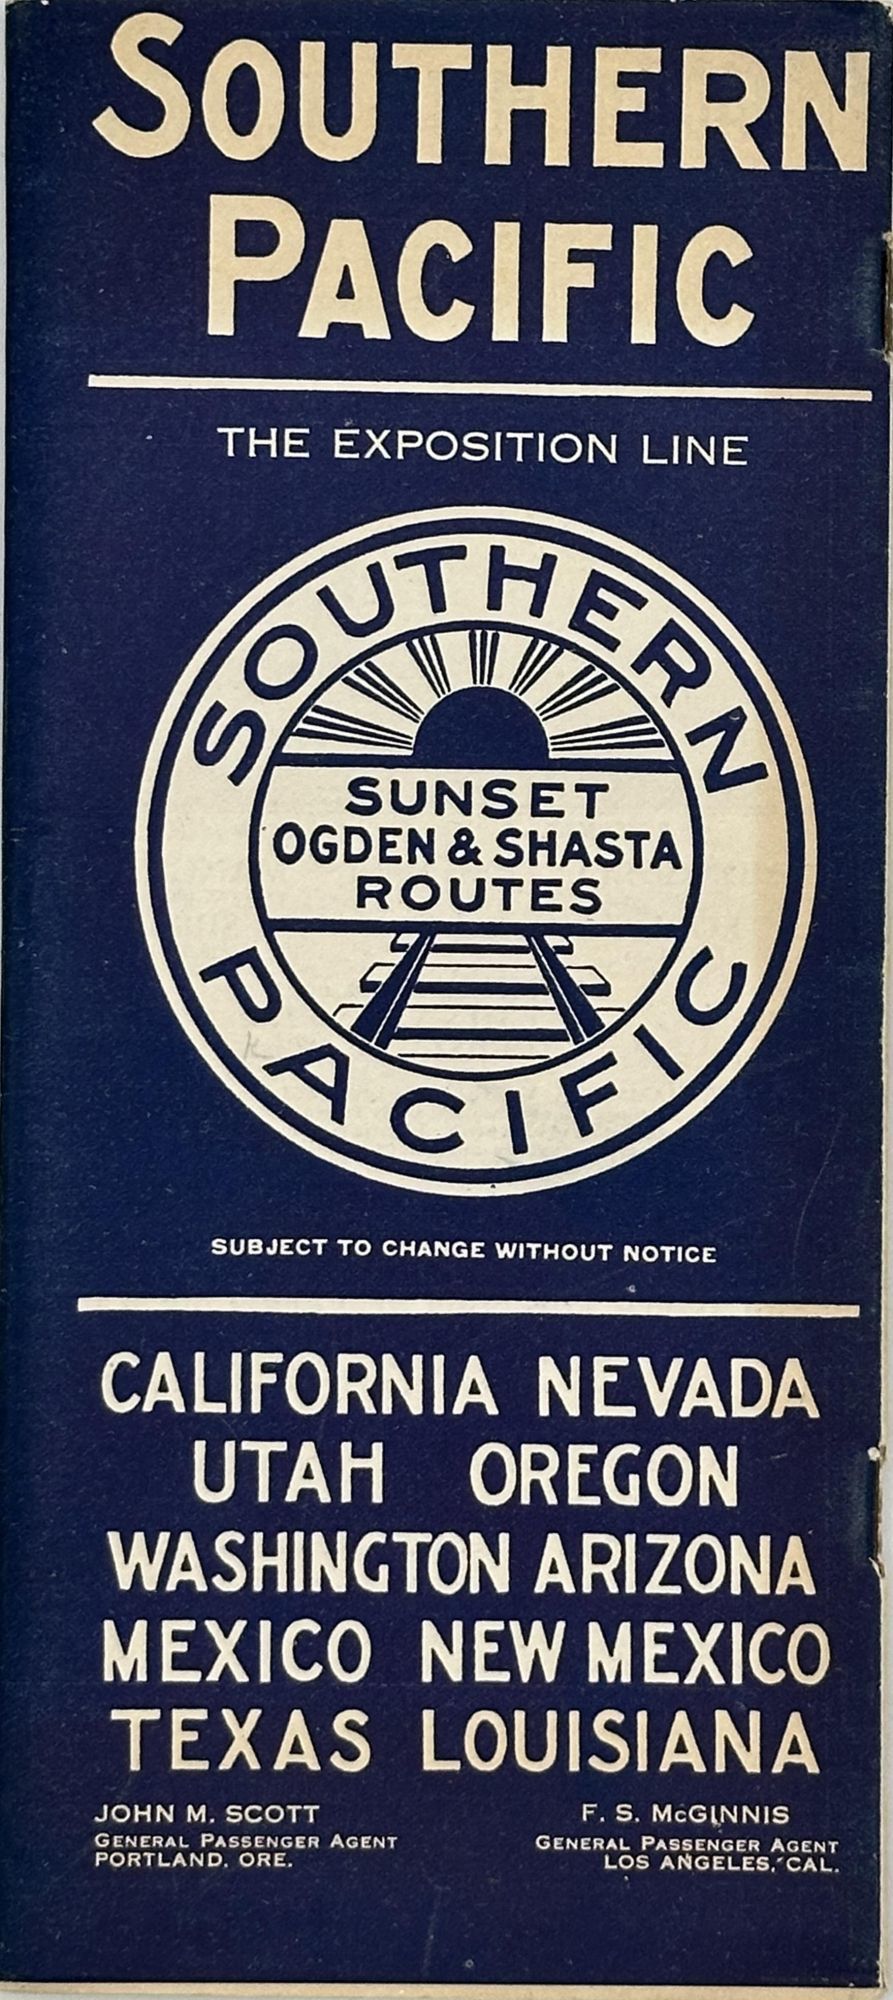 SOUTHERN
PACIFIC
THE EXPOSITION LINE
SOUTHERN
SUNSET
OGDEN & SHASTA
ROUTES
PACIFIC
SUBJECT TO CHANGE WITHOUT NOTICE
CALIFORNIA NEVADA
UTAH OREGON
WASHINGTON ARIZONA
MEXICO NEW MEXICO
TEXAS LOUISIANA
JOHN M. SCOTT F. S. McGINNIS
GENERAL PASSENGER AGENT GENERAL PASSENGER AGENT
PORTLAND. ORE. LOS ANGELES, CAL.